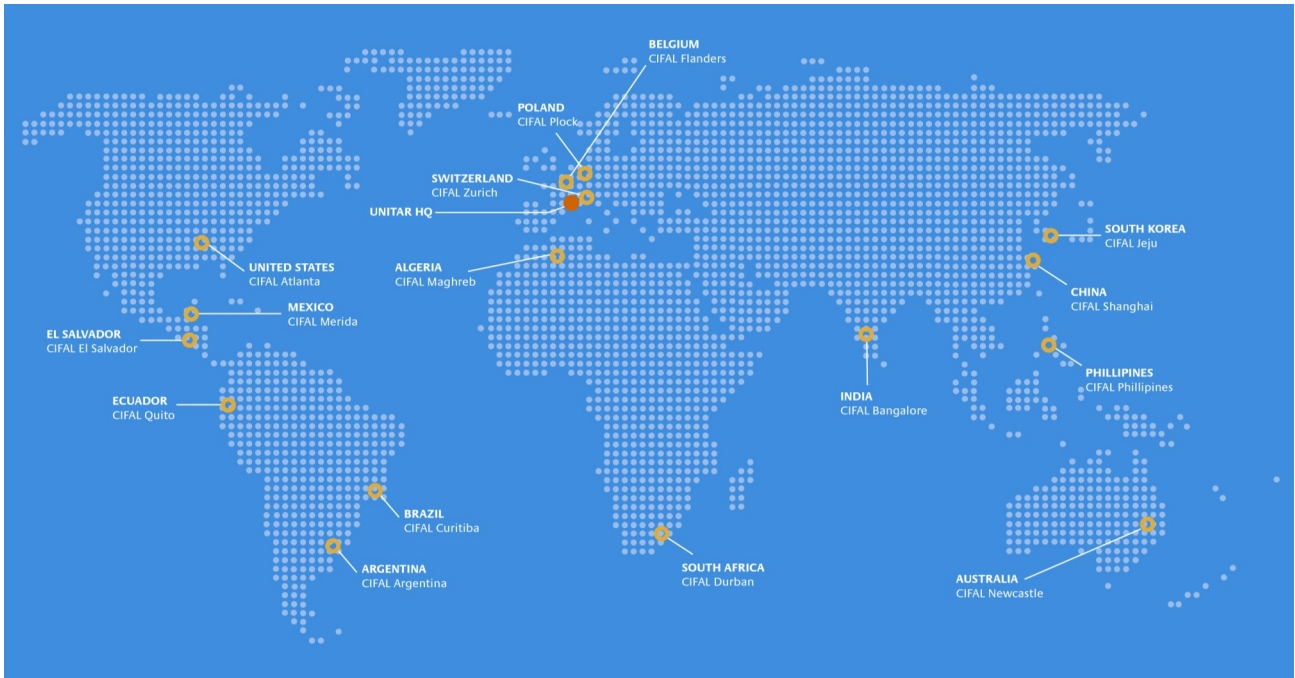 BELGIUM
CIFAL Flanders
POLAND
CIFAL Plock
SWITZERLAND
CIFAL Zurich
UNITAR HQ
SOUTH KOREA
CIFAL Jeju
UNITED STATES
CIFAL Atlanta
ALGERIA
CIFAL Maghreb
CHINA
CIFAL Shanghai
MEXICO
CIFAL Merida
EL SALVADOR
CIFAL El Salvador
PHILLIPINES
CIFAL Phillipines
ECUADOR
CIFAL Quito
INDIA
CIFAL Bangalore
BRAZIL
CIFAL Curitiba
ARGENTINA
CIFAL Argentina
SOUTH AFRICA
CIFAL Durban
AUSTRALIA
CIFAL Newcastle